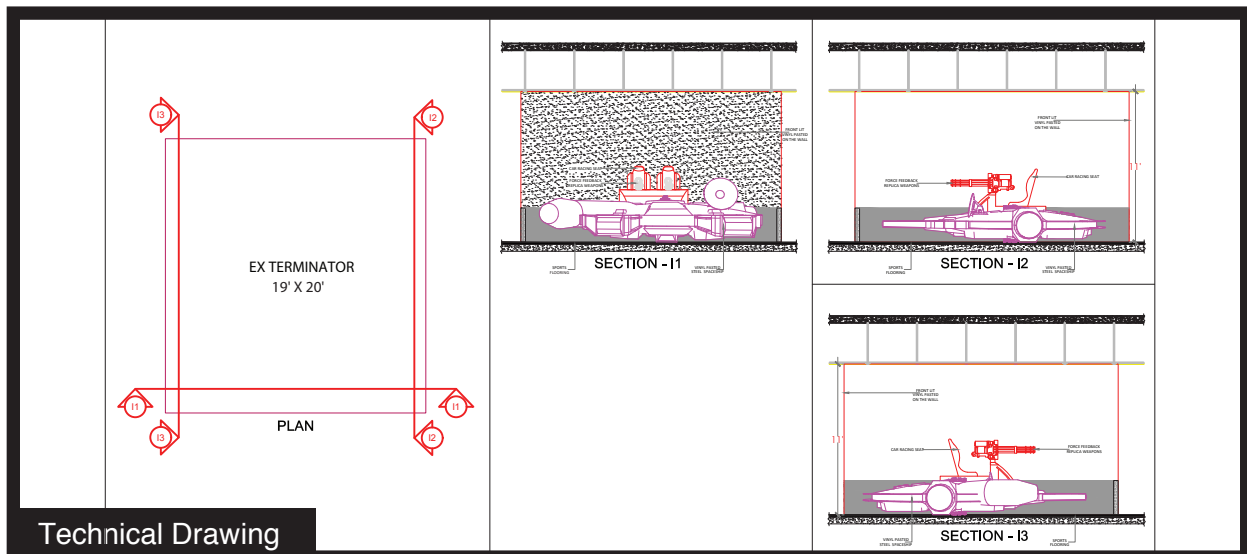 I3
I2
EX TERMINATOR
19' X 20'
I1
I1
I3
I2
PLAN
FRONT LIT
VINYL PASTED
ON THE WALL
CAR RACING SEAT
FORCE FEEDBACK
REPLICA WEAPONS
SPORTS
FLOORING
SECTION - I1
VINYL PASTED
STEEL SPACESHIP
FRONT LIT
VINYL PASTED
ON THE WALL
11'
FORCE FEEDBACK
REPLICA WEAPONS
CAR RACING SEAT
SPORTS
FLOORING
SECTION - I2
VINYL PASTED
STEEL SPACESHIP
FRONT LIT
VINYL PASTED
ON THE WALL
11'
CAR RACING SEAT
FORCE FEEDBACK
REPLICA WEAPONS
VINYL PASTED
STEEL SPACESHIP
SECTION - I3
SPORTS
FLOORING
Technical Drawing